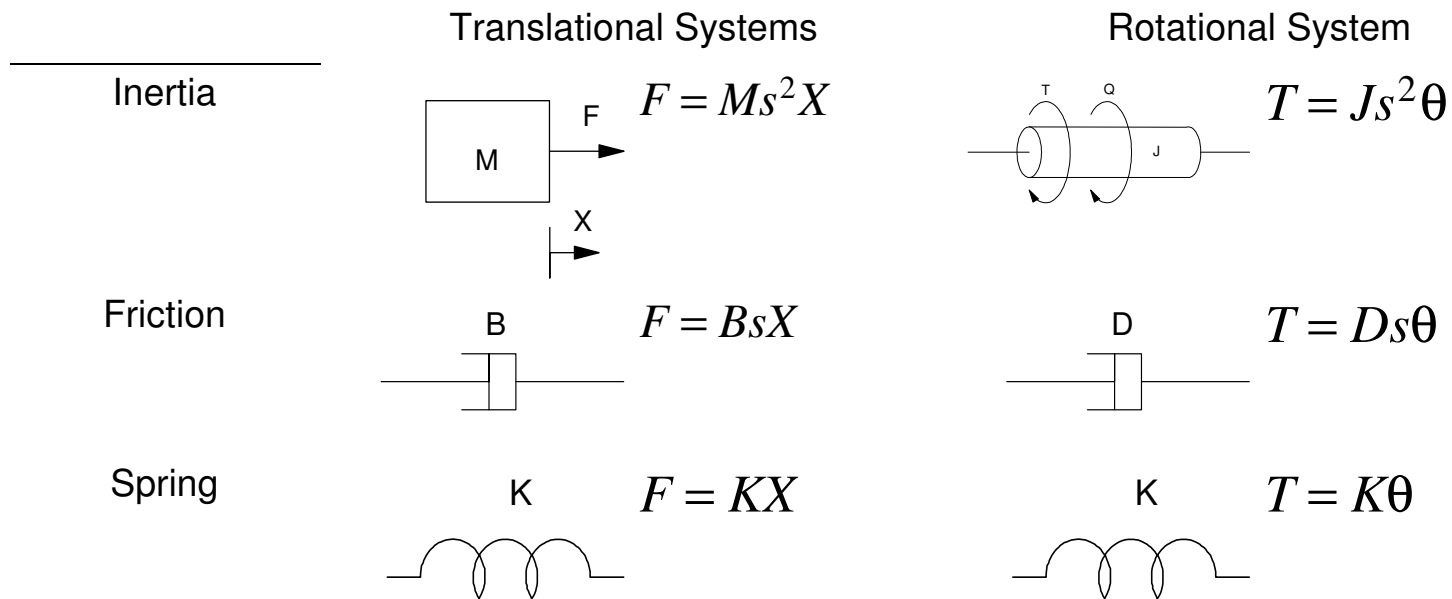 Translational Systems
Rotational System
Inertia
M
F
X
F = Ms²X
T
Q
J
T = Js²θ
Friction
B
F = BsX
D
T = Dsθ
Spring
K
F = KX
K
T = Kθ